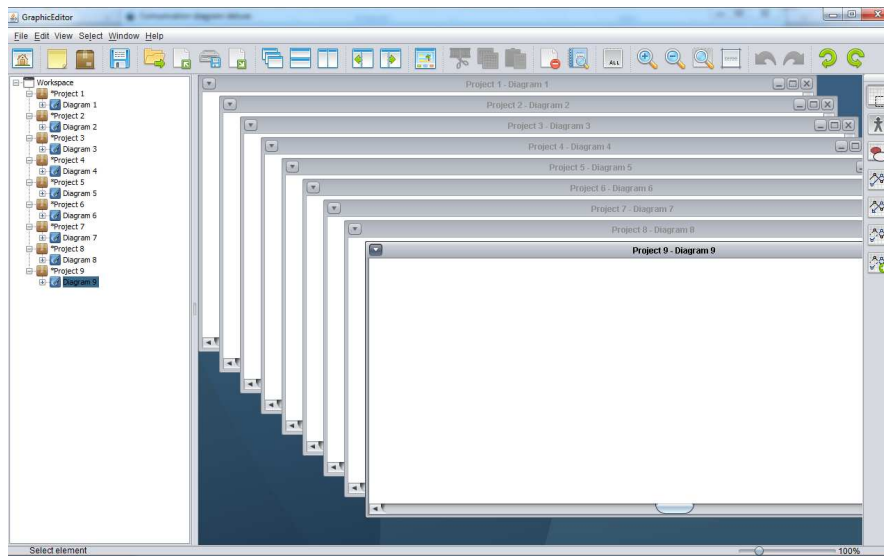 GraphicEditor
File Edit View Select Window Help
ALL
Workspace
*Project 1
Diagram 1
*Project 2
Diagram 2
*Project 3
Diagram 3
*Project 4
Diagram 4
*Project 5
Diagram 5
*Project 6
Diagram 6
*Project 7
Diagram 7
*Project 8
Diagram 8
*Project 9
Diagram 9
Project 1 - Diagram 1
Project 2 - Diagram 2
Project 3 - Diagram 3
Project 4 - Diagram 4
Project 5 - Diagram 5
Project 6 - Diagram 6
Project 7 - Diagram 7
Project 8 - Diagram 8
Project 9 - Diagram 9
Select element
100%